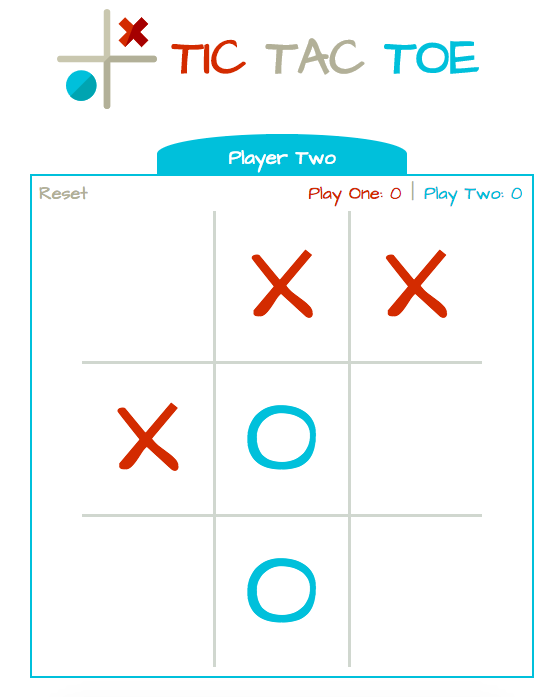 TIC TAC TOE
Player Two
Reset Play One: 0 | Play Two: 0
X X
X O
O